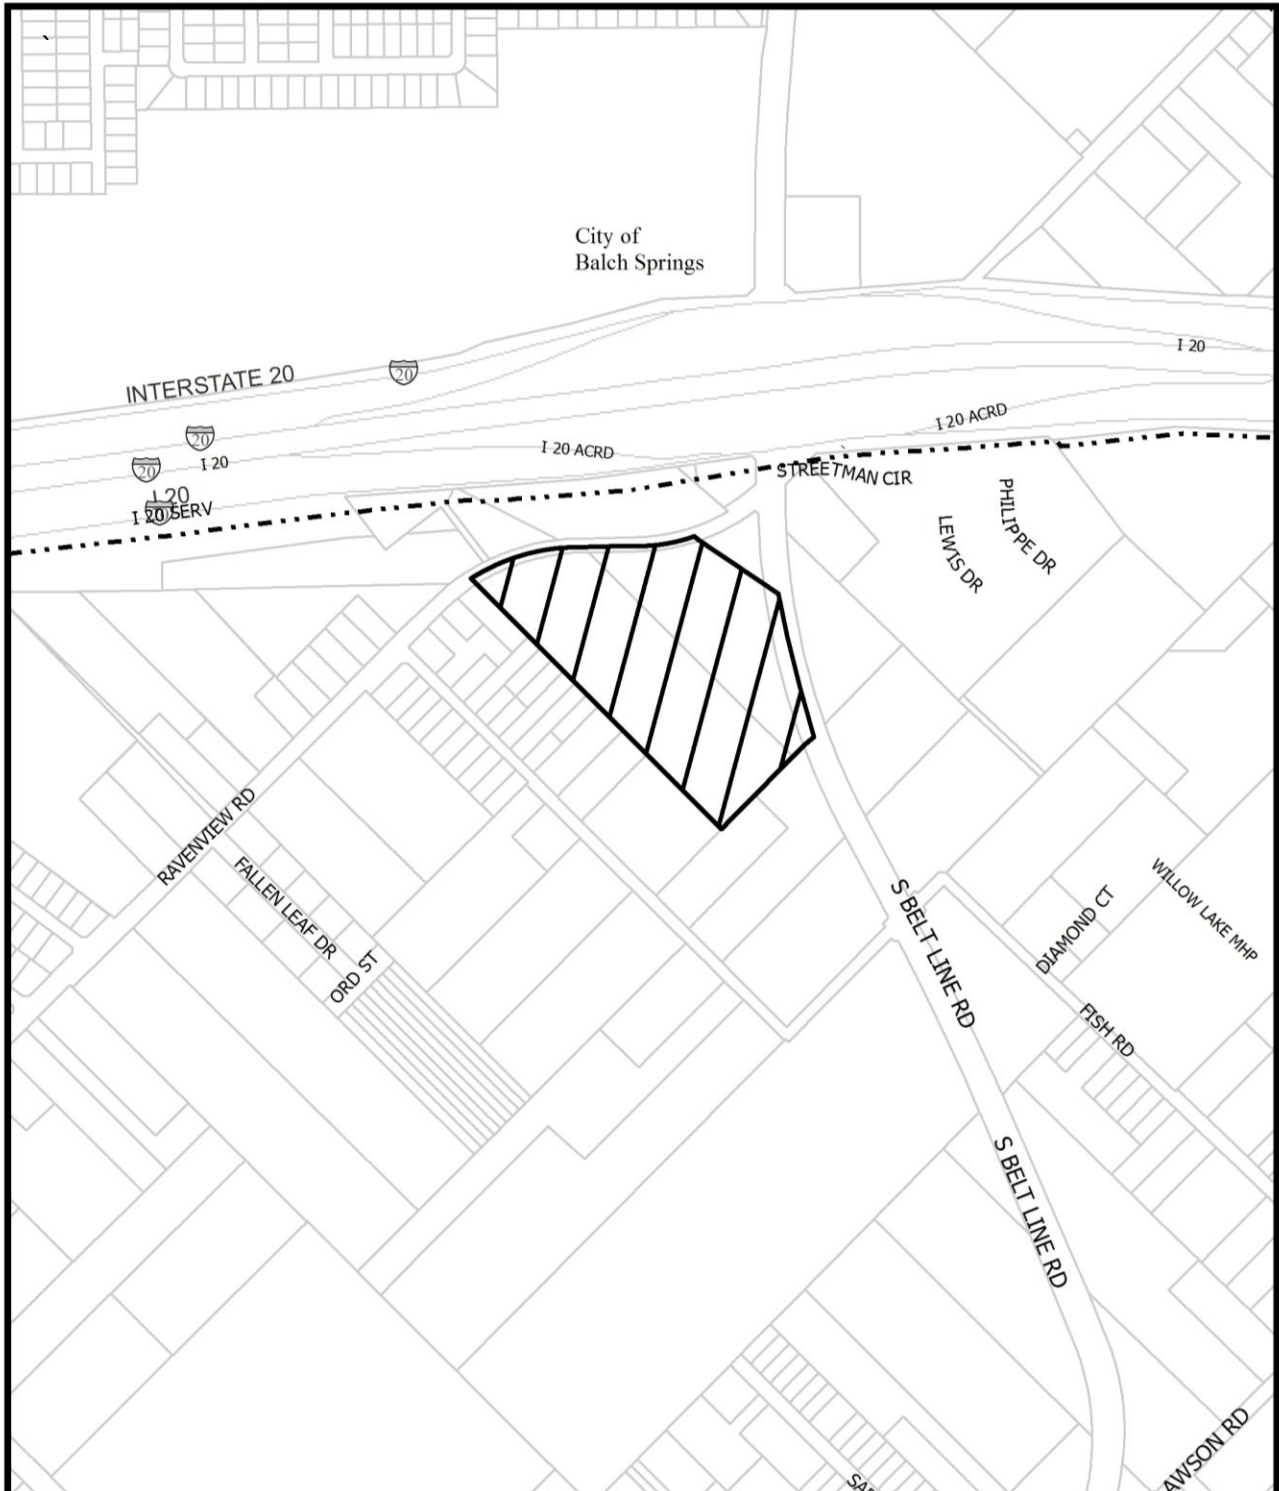 City of
Balch Springs
I 20
INTERSTATE 20
20
I 20 ACRD
20
I 20 ACRD
20
I 20
STREETMAN CIR
I 20
I 20 SERV
PHILIPPE DR
LEWIS DR
RAVENVIEW RD
FALLEN LEAF DR
ORD ST
S BELT LINE RD
DIAMOND CT
WILLOW LAKE MHP
FISH RD
S BELT LINE RD
AWSON RD